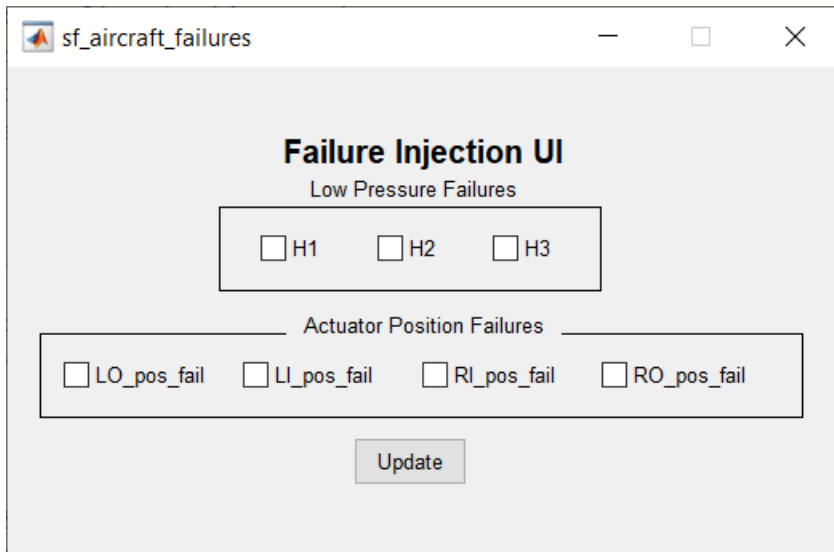 sf_aircraft_failures
Failure Injection UI
Low Pressure Failures
H1 H2 H3
Actuator Position Failures
LO_pos_fail LI_pos_fail RI_pos_fail RO_pos_fail
Update